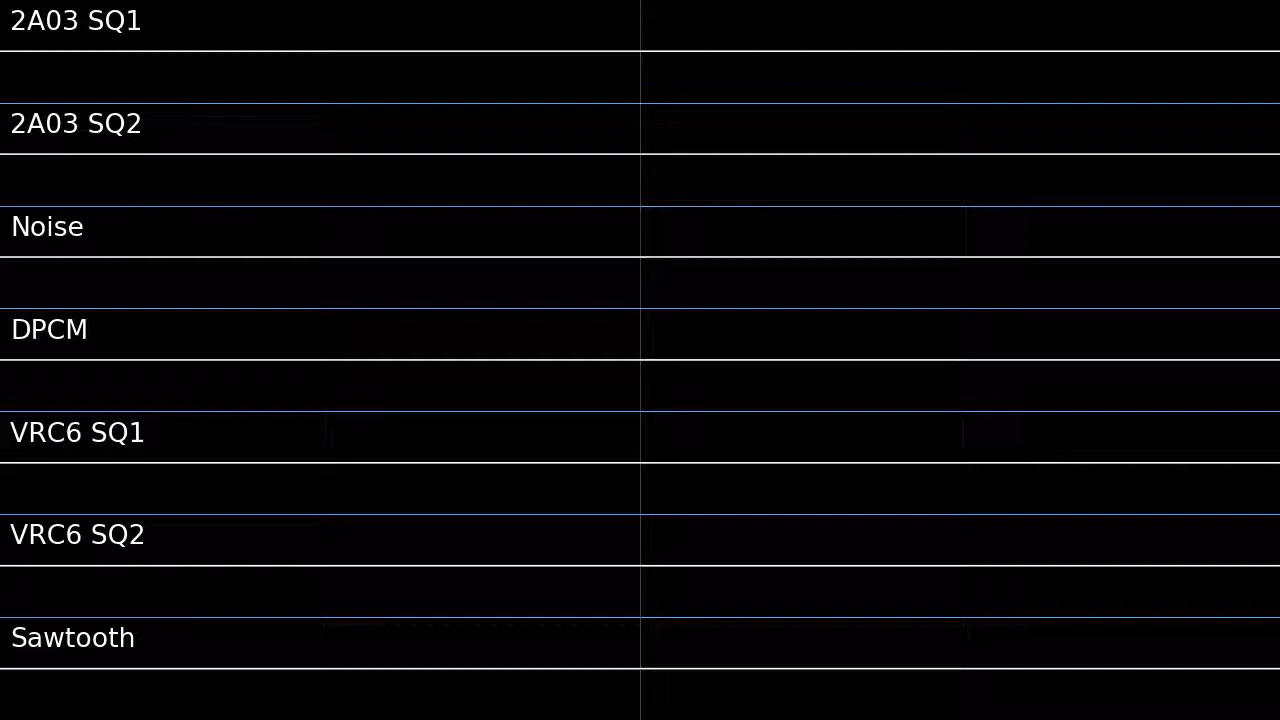 2A03 SQ1
2A03 SQ2
Noise
DPCM
VRC6 SQ1
VRC6 SQ2
Sawtooth